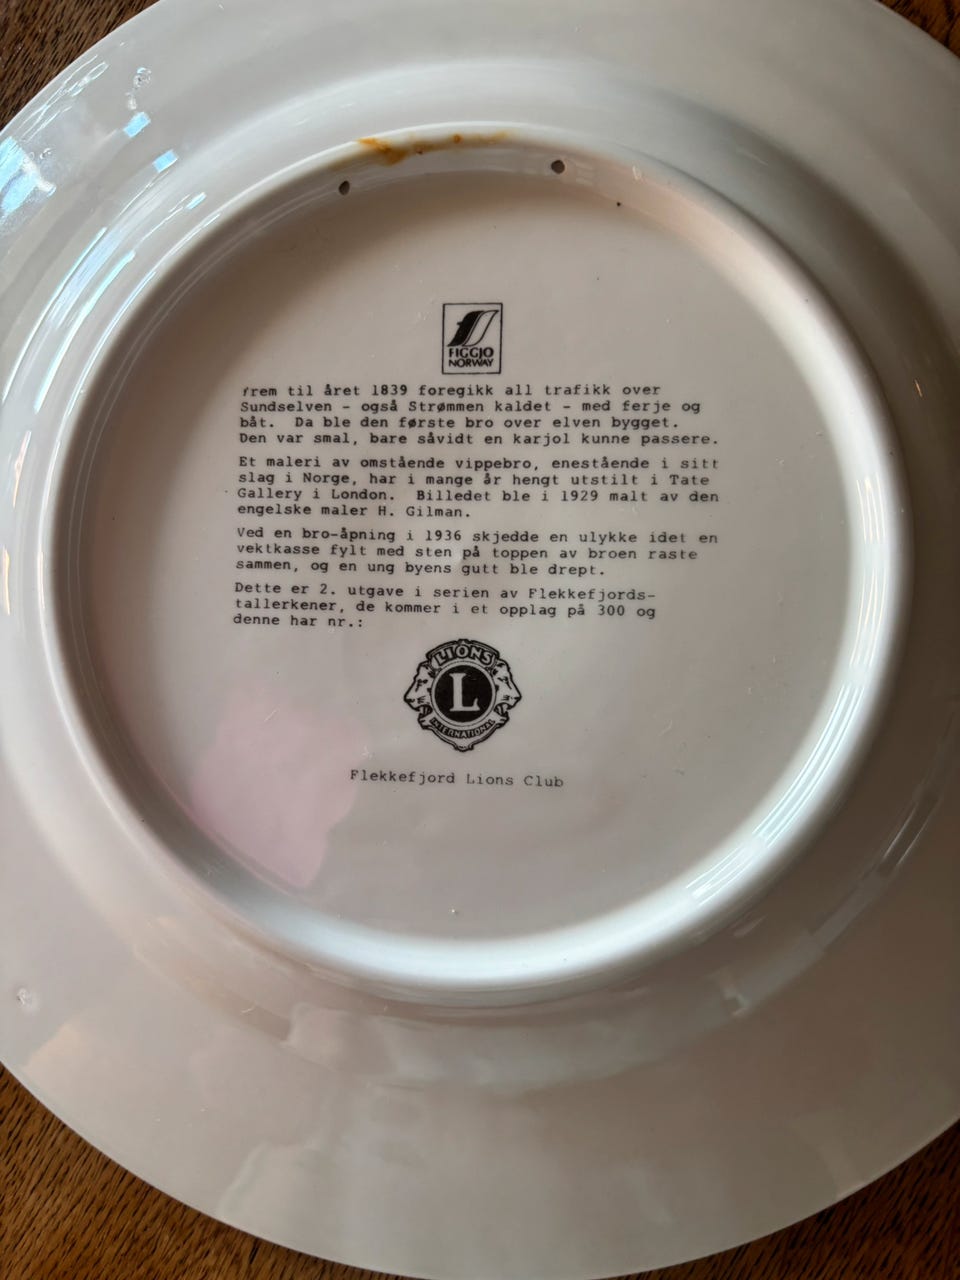 FIGGJO
NORWAY
frem til året 1839 foregikk all trafikk over
Sundselven - også Strømmen kaldet - med ferje og
båt. Da ble den første bro over elven bygget.
Den var smal, bare såvidt en karjol kunne passere.
Et maleri av omstående vippebro, enestående i sitt
slag i Norge, har i mange år hengt utstilt i Tate
Gallery i London. Billedet ble i 1929 malt av den
engelske maler H. Gilman.
Ved en bro-åpning i 1936 skjedde en ulykke idet en
vektkasse fylt med sten på toppen av broen raste
sammen, og en ung byens gutt ble drept.
Dette er 2. utgave i serien av Flekkefjords-
tallerkener, de kommer i et opplag på 300 og
denne har nr.:
LIONS
L
INTERNATIONAL
Flekkefjord Lions Club